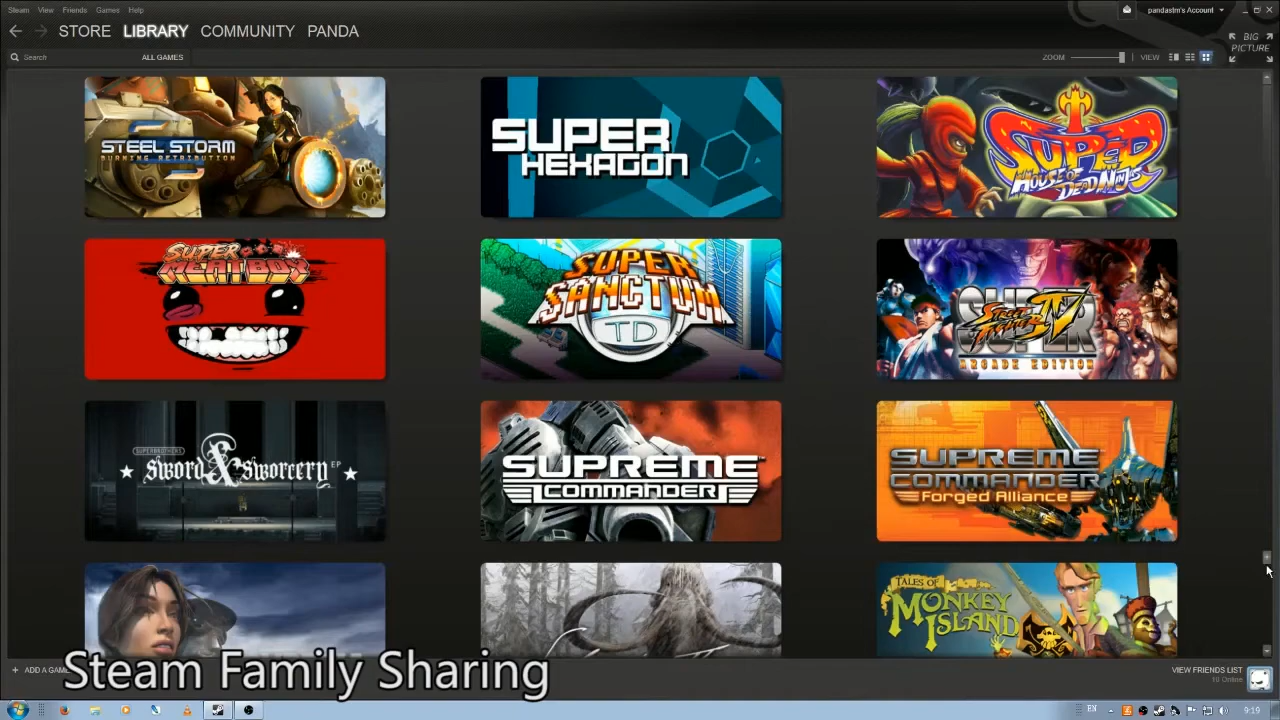 Steam View Friends Games Help
pandastm's Account
STORE LIBRARY COMMUNITY PANDA
BIG PICTURE
Search ALL GAMES
ZOOM VIEW
STEEL STORM
BURNING RETRIBUTION
SUPER HEXAGON
SUPER HOUSE OF DEAD NINJAS
SUPER MEAT BOY
SUPER SANCTUM TD
SUPER Street Fighter IV
ARCADE EDITION
SUPERBROTHERS
Sword & Sworcery EP
SUPREME COMMANDER
SUPREME COMMANDER
Forged Alliance
TALES OF MONKEY ISLAND
+ ADD A GAME
Steam Family Sharing
VIEW FRIENDS LIST
EN
9:19